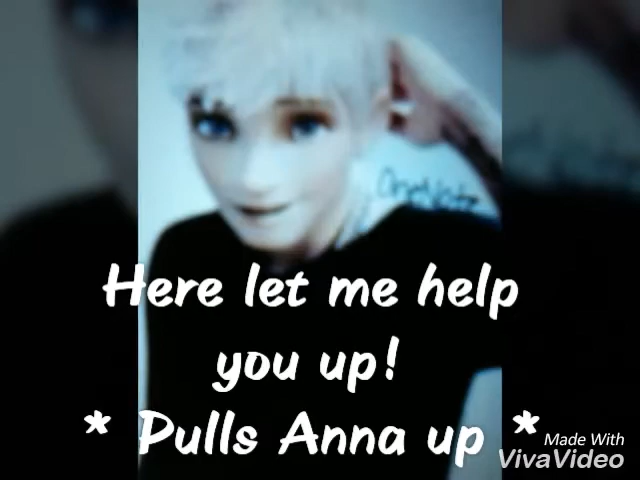 Here let me help
you up!
* Pulls Anna up *
Made With
VivaVideo